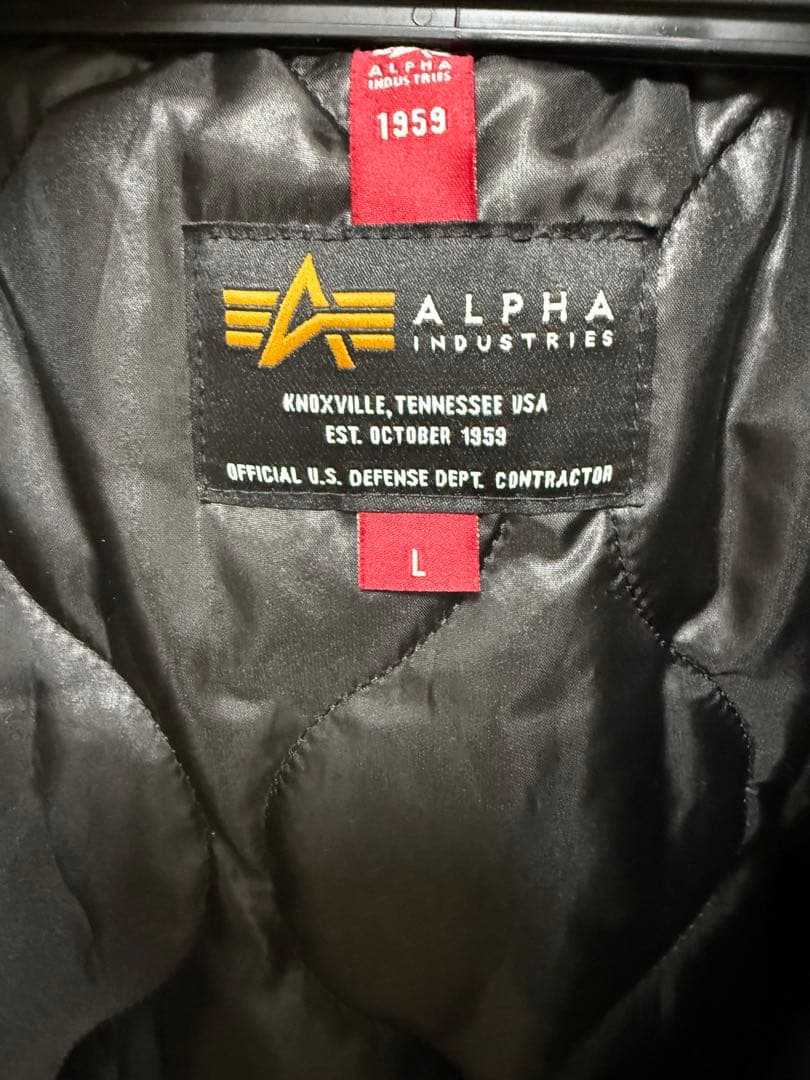 ALPHA
INDUSTRIES
1959
ALPHA
INDUSTRIES
KNOXVILLE, TENNESSEE USA
EST. OCTOBER 1959
OFFICIAL U.S. DEFENSE DEPT. CONTRACTOR
L